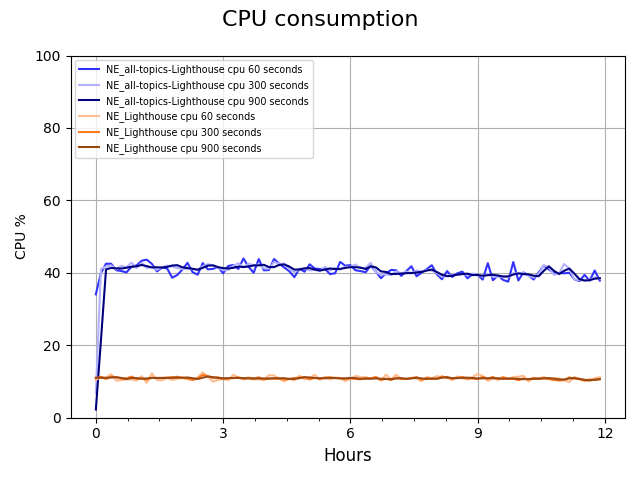 CPU consumption
100
80
60
40
20
0
CPU %
NE_all-topics-Lighthouse cpu 60 seconds
NE_all-topics-Lighthouse cpu 300 seconds
NE_all-topics-Lighthouse cpu 900 seconds
NE_Lighthouse cpu 60 seconds
NE_Lighthouse cpu 300 seconds
NE_Lighthouse cpu 900 seconds
0 3 6 9 12
Hours